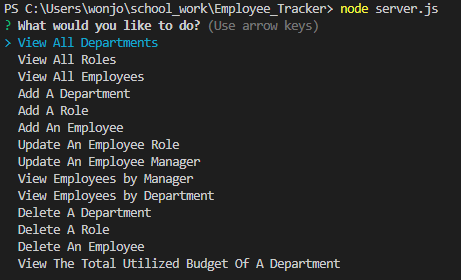 PS C:\Users\wonjo\school_work\Employee_Tracker> node server.js
? What would you like to do? (Use arrow keys)
> View All Departments
View All Roles
View All Employees
Add A Department
Add A Role
Add An Employee
Update An Employee Role
Update An Employee Manager
View Employees by Manager
View Employees by Department
Delete A Department
Delete A Role
Delete An Employee
View The Total Utilized Budget Of A Department